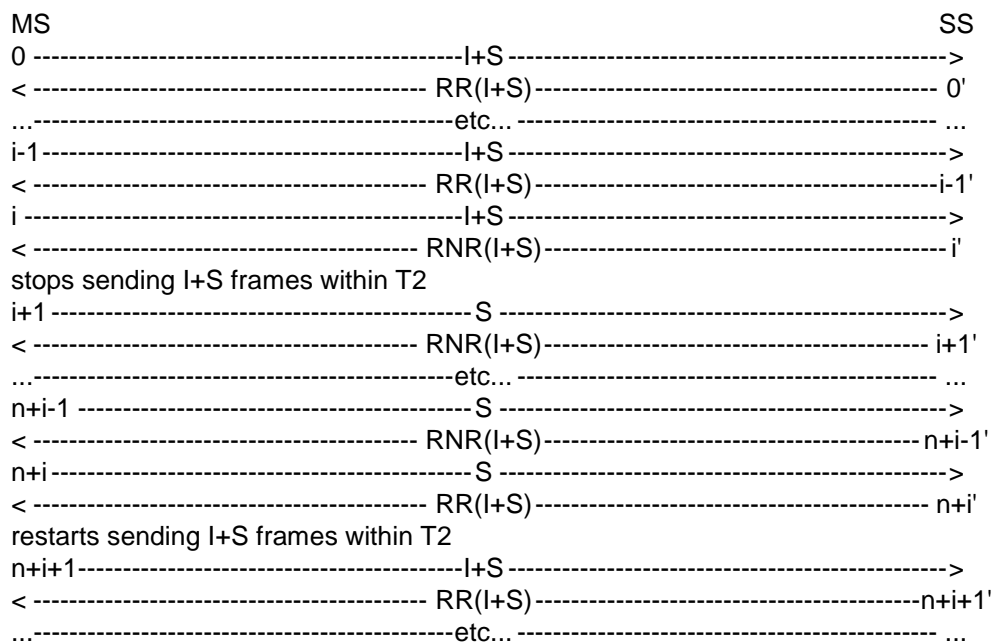 MS SS
0 ------------------------------------------------I+S ------------------------------------------------->
< -------------------------------------------- RR(I+S)--------------------------------------------- 0'
...-----------------------------------------------etc... ----------------------------------------------- ...
i-1-----------------------------------------------I+S ------------------------------------------------->
< -------------------------------------------- RR(I+S)---------------------------------------------i-1'
i -------------------------------------------------I+S ------------------------------------------------->
< ------------------------------------------- RNR(I+S)--------------------------------------------- i'
stops sending I+S frames within T2
i+1 -----------------------------------------------S -------------------------------------------------->
< ------------------------------------------- RNR(I+S)------------------------------------------- i+1'
...-----------------------------------------------etc... ----------------------------------------------- ...
n+i-1 --------------------------------------------S -------------------------------------------------->
< ------------------------------------------- RNR(I+S)------------------------------------------n+i-1'
n+i-----------------------------------------------S -------------------------------------------------->
< -------------------------------------------- RR(I+S)-------------------------------------------- n+i'
restarts sending I+S frames within T2
n+i+1-------------------------------------------I+S ------------------------------------------------->
< -------------------------------------------- RR(I+S)-------------------------------------------n+i+1'
...-----------------------------------------------etc... ----------------------------------------------- ...